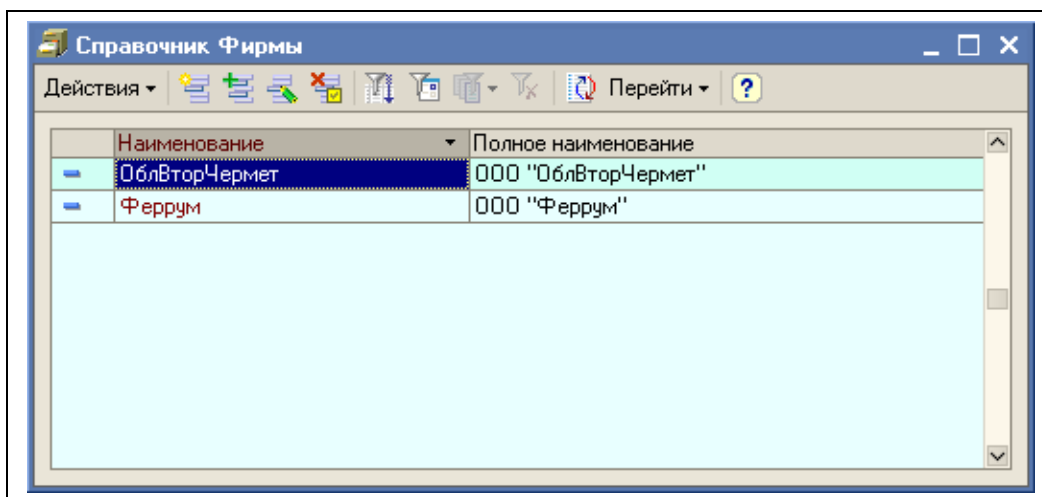 Справочник Фирмы
Действия Перейти ?
Наименование Полное наименование
ОблВторЧермет ООО "ОблВторЧермет"
Феррум ООО "Феррум"